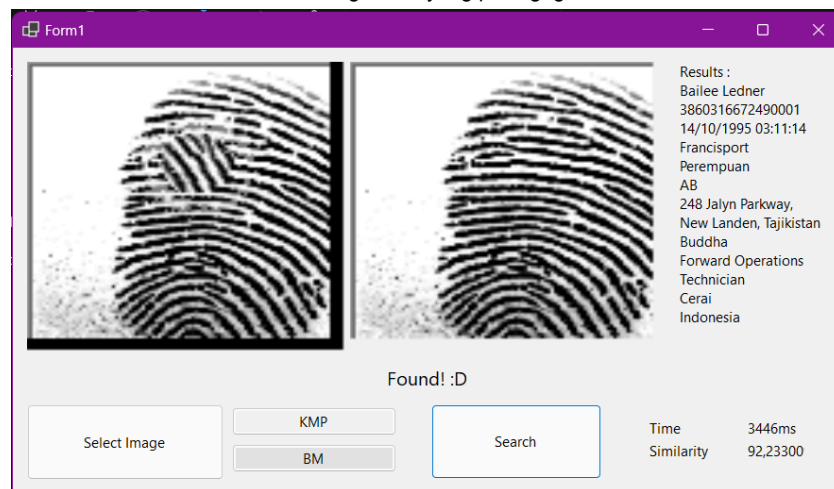 Form1
Results :
Bailee Ledner
3860316672490001
14/10/1995 03:11:14
Francisport
Perempuan
AB
248 Jalyn Parkway,
New Landen, Tajikistan
Buddha
Forward Operations
Technician
Cerai
Indonesia
Found! :D
Select Image
KMP
BM
Search
Time 3446ms
Similarity 92,23300